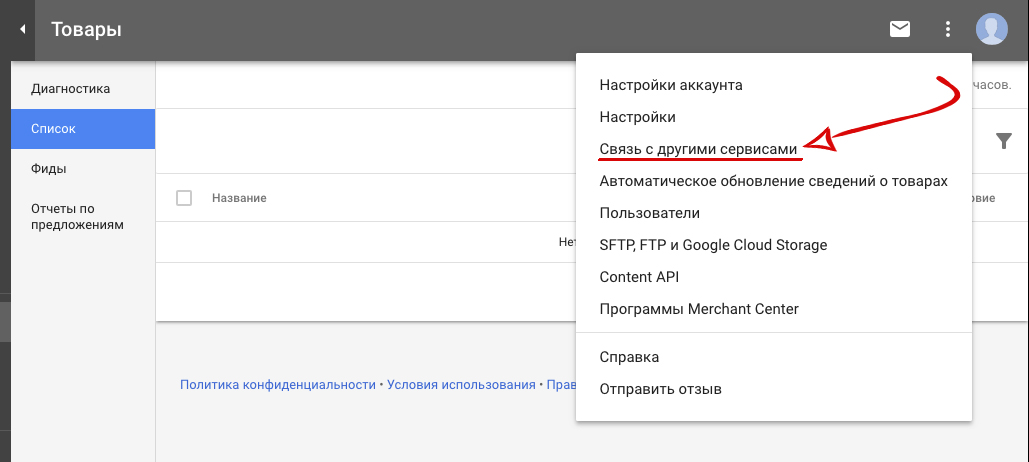 Товары
Диагностика
Список
Фиды
Отчеты по
предложениям
часов.
Название
Нет
Политика конфиденциальности • Условия использования • Прав
Настройки аккаунта
Настройки
Связь с другими сервисами
Автоматическое обновление сведений о товарах
Пользователи
SFTP, FTP и Google Cloud Storage
Content API
Программы Merchant Center
Справка
Отправить отзыв